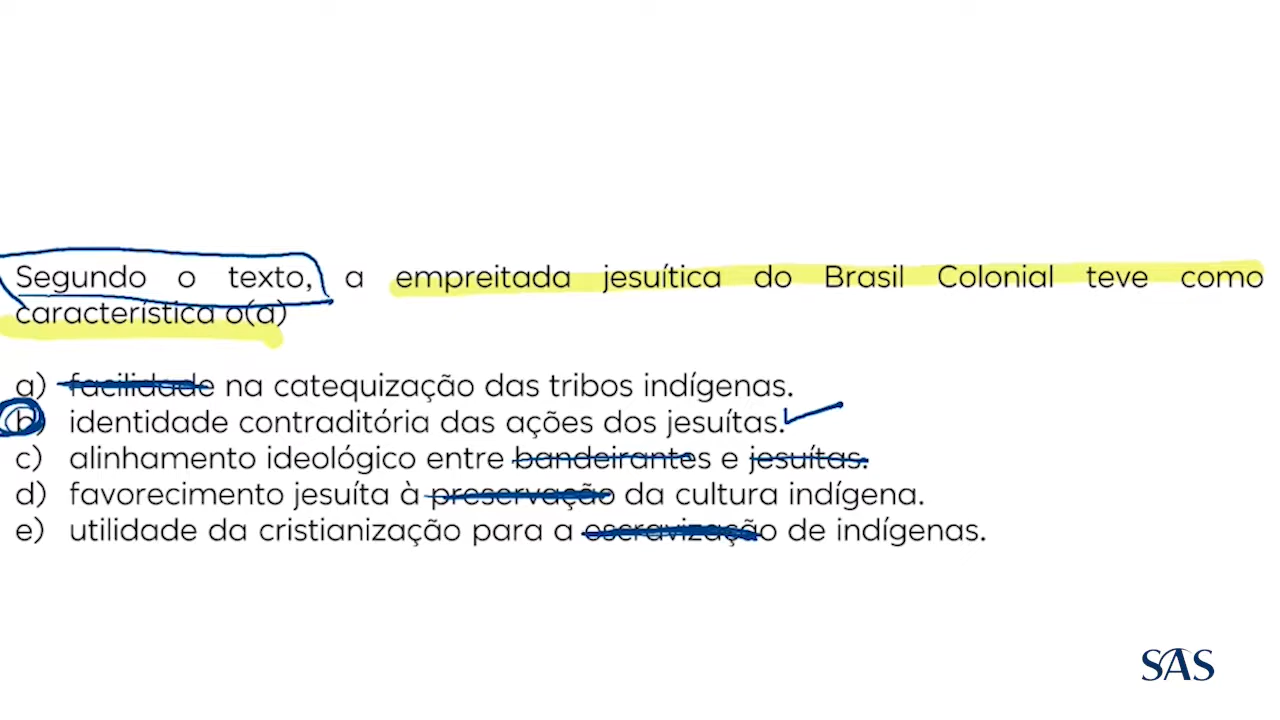 Segundo o texto, a empreitada jesuítica do Brasil Colonial teve como
característica o(a)
a) facilidade na catequização das tribos indígenas.
b) identidade contraditória das ações dos jesuítas.
c) alinhamento ideológico entre bandeirantes e jesuítas.
d) favorecimento jesuíta à preservação da cultura indígena.
e) utilidade da cristianização para a escravização de indígenas.
SAS